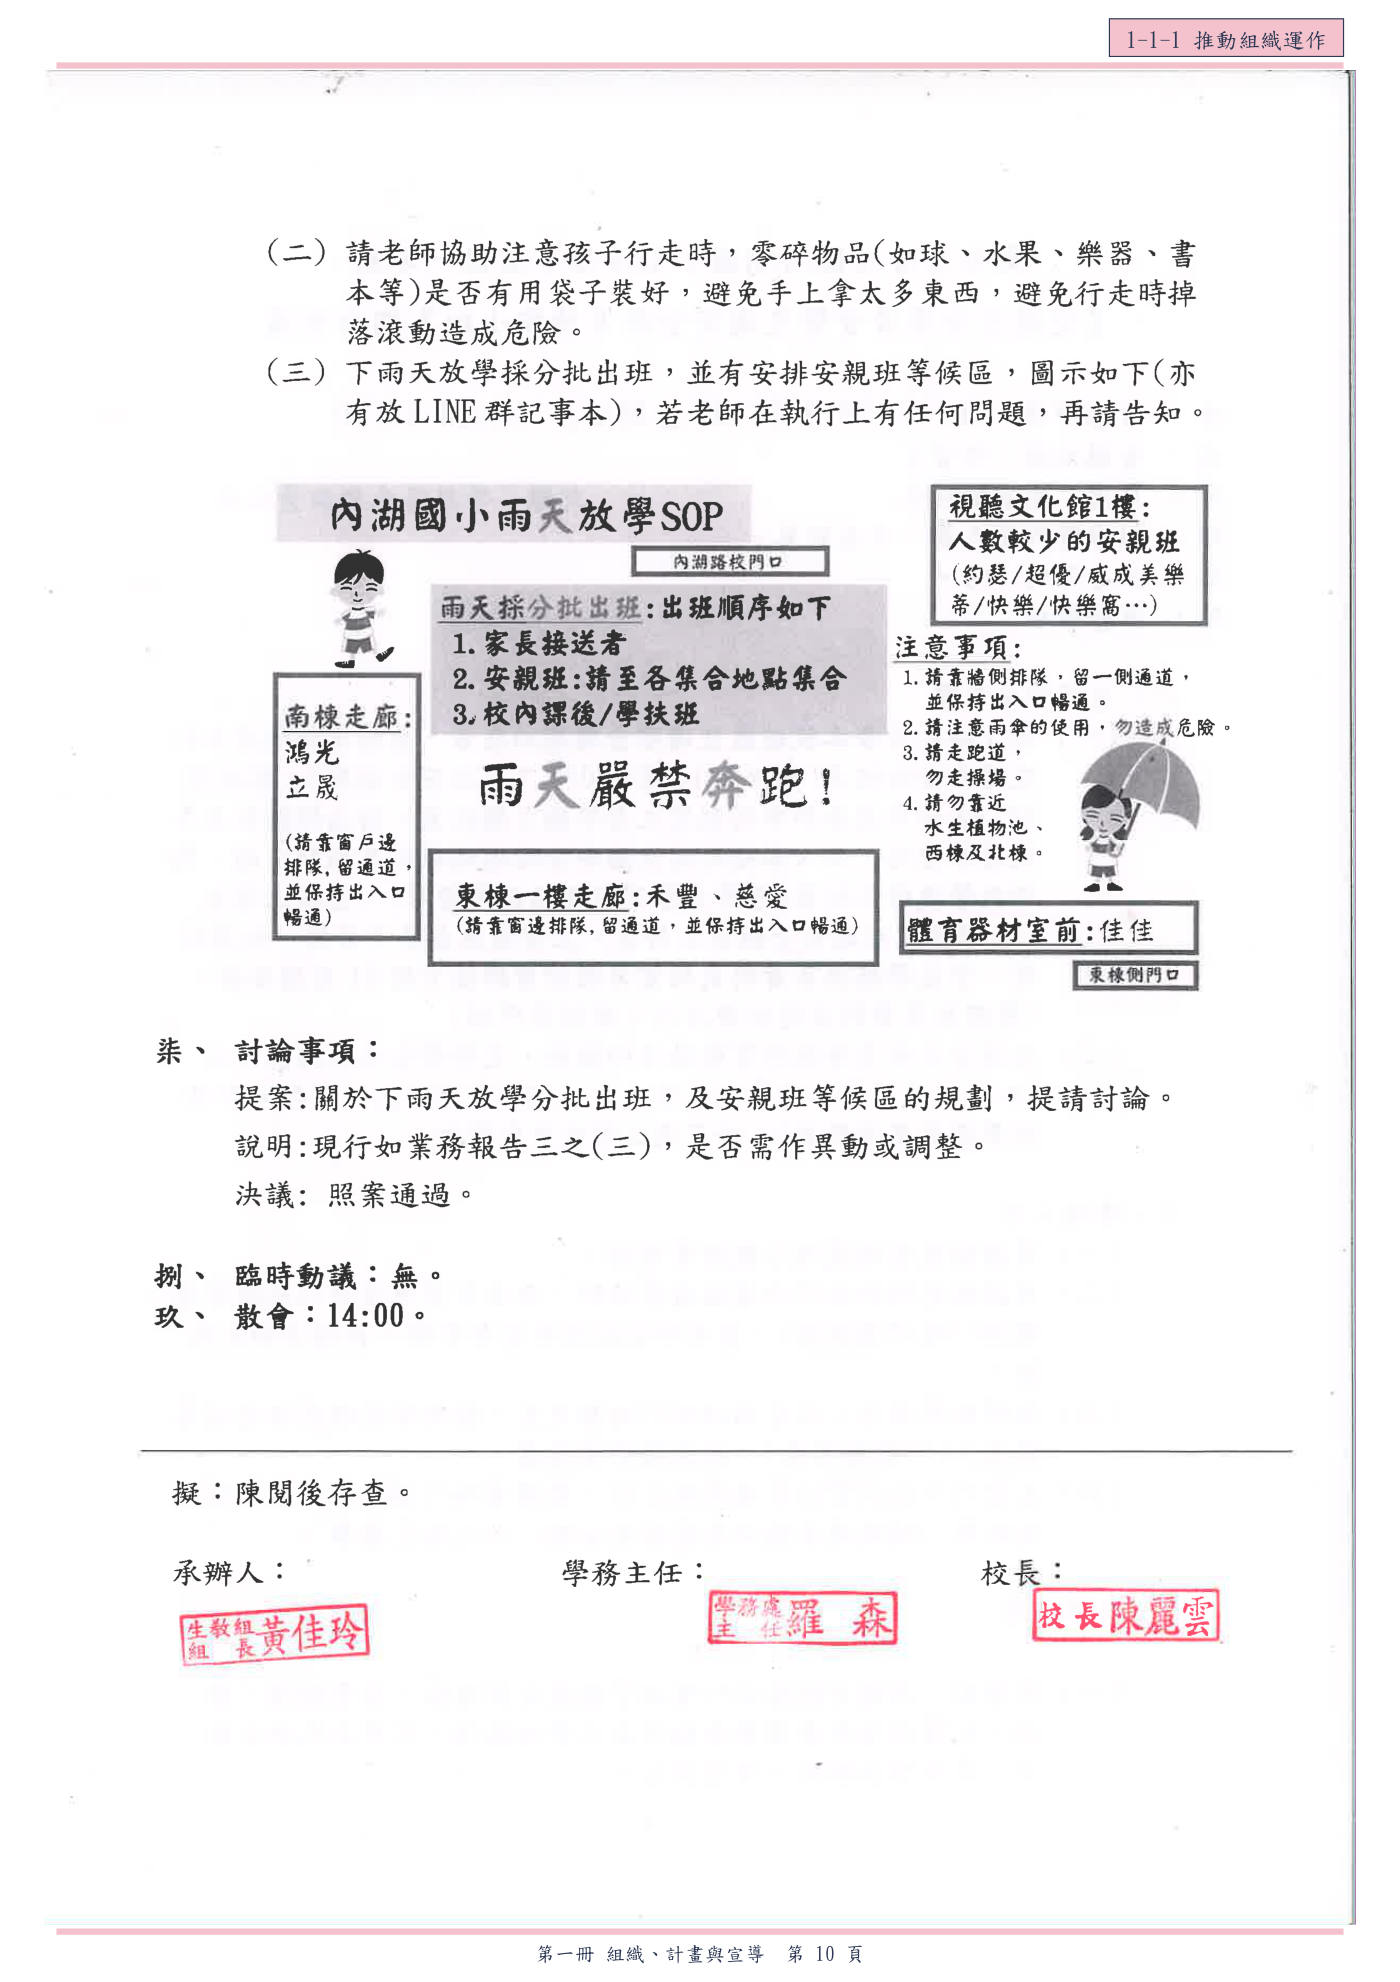 1-1-1 推動組織運作
(二) 請老師協助注意孩子行走時，零碎物品(如球、水果、樂器、書
本等)是否有用袋子裝好，避免手上拿太多東西，避免行走時掉
落滾動造成危險。
(三) 下雨天放學採分批出班，並有安排安親班等候區，圖示如下(亦
有放 LINE 群記事本)，若老師在執行上有任何問題，再請告知。
內湖國小雨天放學SOP
內湖路校門口
雨天採分批出班:出班順序如下
1. 家長接送者
2. 安親班:請至各集合地點集合
3. 校內課後/學扶班
視聽文化館1樓:
人數較少的安親班
(約瑟/超優/威成美樂
蒂/快樂/快樂窩…)
南棟走廊:
鴻光
立晟
(請靠窗戶邊
排隊,留通道，
並保持出入口
暢通)
雨天嚴禁奔跑!
注意事項:
1. 請靠牆側排隊，留一側通道，
並保持出入口暢通。
2. 請注意雨傘的使用，勿造成危險。
3. 請走跑道，
勿走操場。
4. 請勿靠近
水生植物池、
西棟及北棟。
東棟一樓走廊:禾豐、慈愛
(請靠窗邊排隊,留通道，並保持出入口暢通)
體育器材室前:佳佳
東棟側門口
柒、 討論事項：
提案:關於下雨天放學分批出班，及安親班等候區的規劃，提請討論。
說明:現行如業務報告三之(三)，是否需作異動或調整。
決議: 照案通過。
捌、 臨時動議：無。
玖、 散會：14:00。
擬：陳閱後存查。
承辦人： 學務主任： 校長：
生教組組長 黃佳玲 學務處主任 羅森 校長 陳麗雲
第一冊 組織、計畫與宣導 第 10 頁